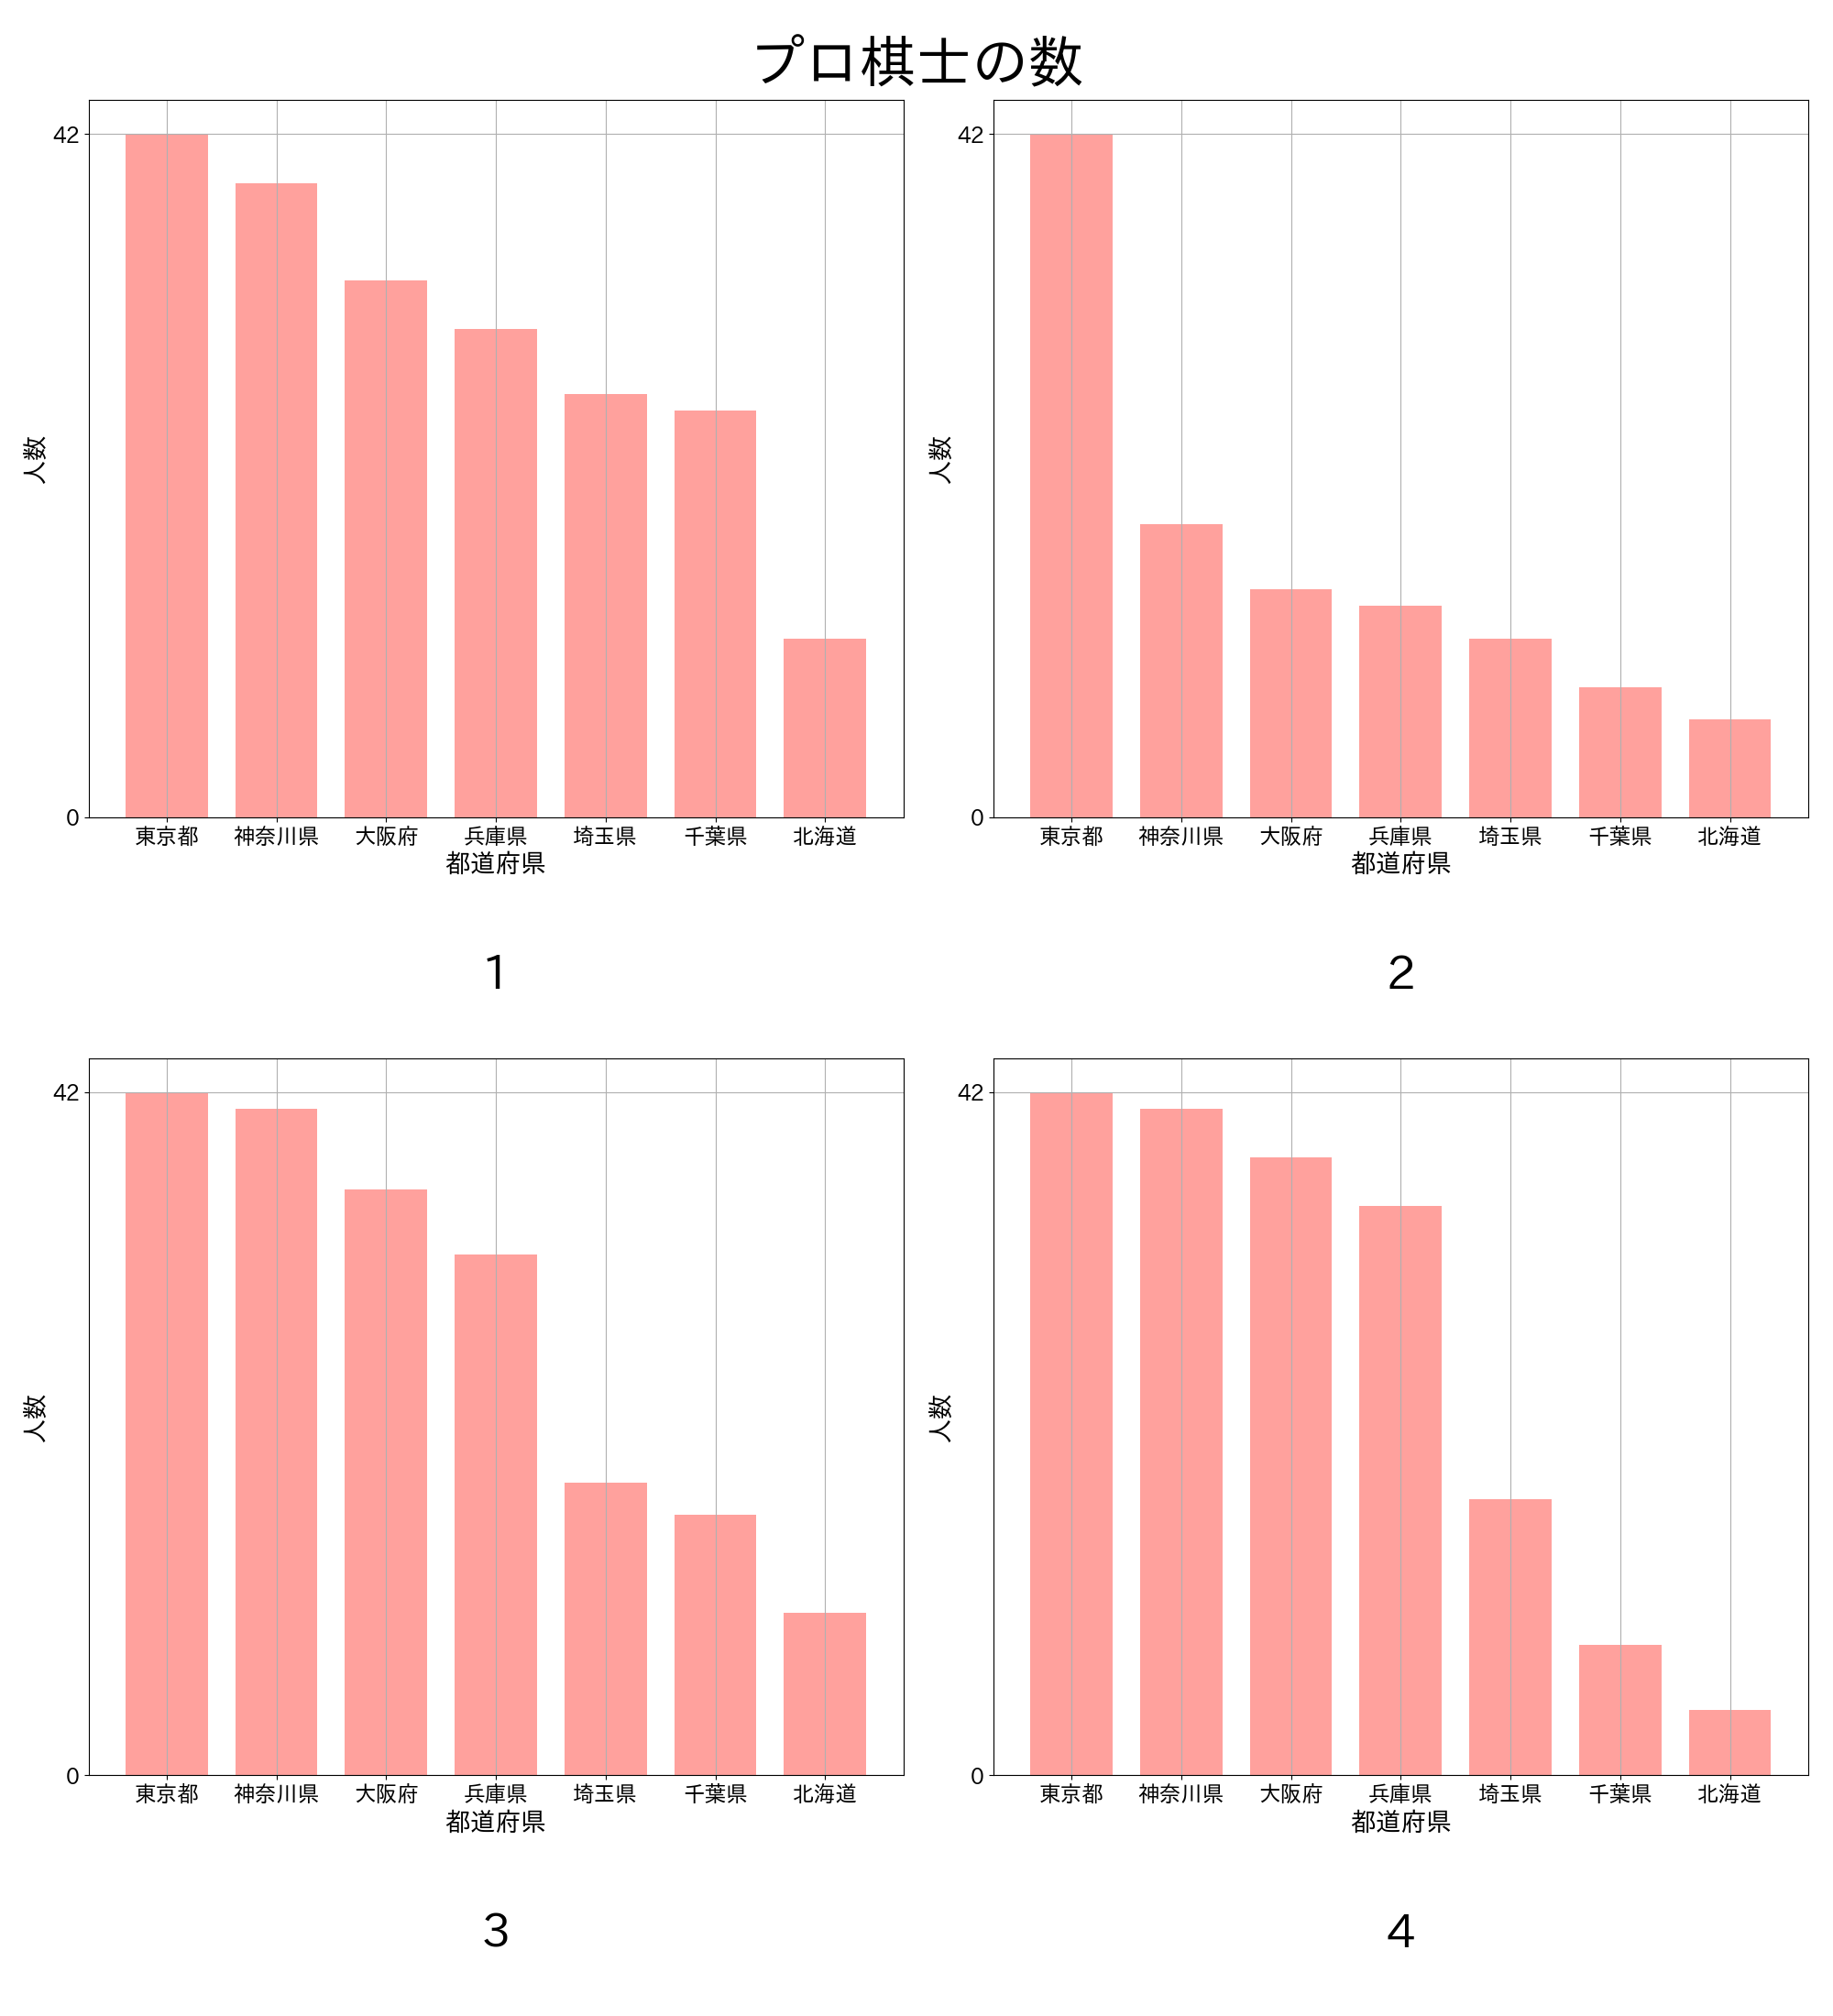 プロ棋士の数
42
0
人数
東京都 神奈川県 大阪府 兵庫県 埼玉県 千葉県 北海道
都道府県
1
42
0
人数
東京都 神奈川県 大阪府 兵庫県 埼玉県 千葉県 北海道
都道府県
2
42
0
人数
東京都 神奈川県 大阪府 兵庫県 埼玉県 千葉県 北海道
都道府県
3
42
0
人数
東京都 神奈川県 大阪府 兵庫県 埼玉県 千葉県 北海道
都道府県
4